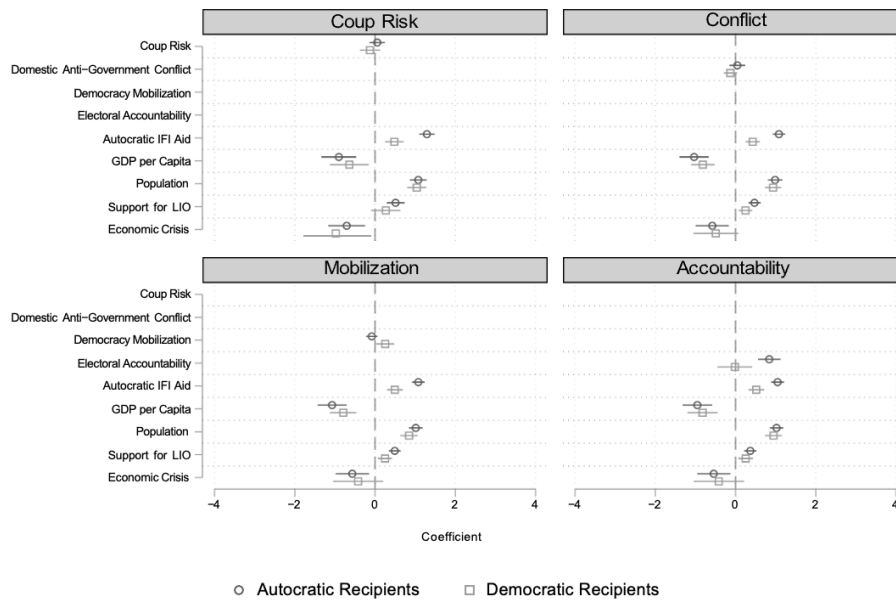 Coup Risk
Conflict
Coup Risk
Domestic Anti−Government Conflict
Democracy Mobilization
Electoral Accountability
Autocratic IFI Aid
GDP per Capita
Population
Support for LIO
Economic Crisis
Mobilization
Accountability
Coup Risk
Domestic Anti−Government Conflict
Democracy Mobilization
Electoral Accountability
Autocratic IFI Aid
GDP per Capita
Population
Support for LIO
Economic Crisis
−4 −2 0 2 4 −4 −2 0 2 4
Coefficient
Autocratic Recipients Democratic Recipients